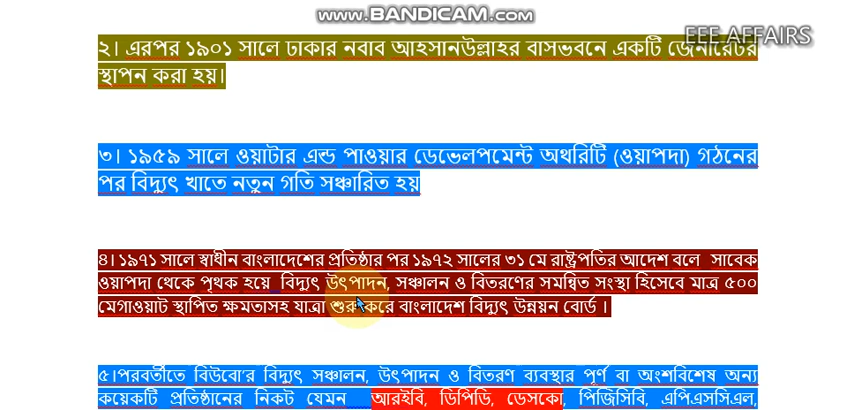 www.BANDICAM.com
EEE AFFAIRS
২। এরপর ১৯০১ সালে ঢাকার নবাব আহসানউল্লাহর বাসভবনে একটি জেনারেটর
স্থাপন করা হয়।
৩। ১৯৫৯ সালে ওয়াটার এন্ড পাওয়ার ডেভেলপমেন্ট অথরিটি (ওয়াপদা) গঠনের
পর বিদ্যুৎ খাতে নতুন গতি সঞ্চারিত হয়
৪। ১৯৭১ সালে স্বাধীন বাংলাদেশের প্রতিষ্ঠার পর ১৯৭২ সালের ৩১ মে রাষ্ট্রপতির আদেশ বলে সাবেক
ওয়াপদা থেকে পৃথক হয়ে বিদ্যুৎ উৎপাদন, সঞ্চালন ও বিতরণের সমন্বিত সংস্থা হিসেবে মাত্র ৫০০
মেগাওয়াট স্থাপিত ক্ষমতাসহ যাত্রা শুরু করে বাংলাদেশ বিদ্যুৎ উন্নয়ন বোর্ড ।
৫।পরবর্তীতে বিউবো’র বিদ্যুৎ সঞ্চালন, উৎপাদন ও বিতরণ ব্যবস্থার পূর্ণ বা অংশবিশেষ অন্য
কয়েকটি প্রতিষ্ঠানের নিকট যেমন আরইবি, ডিপিডি, ডেসকো, পিজিসিবি, এপিএসসিএল,